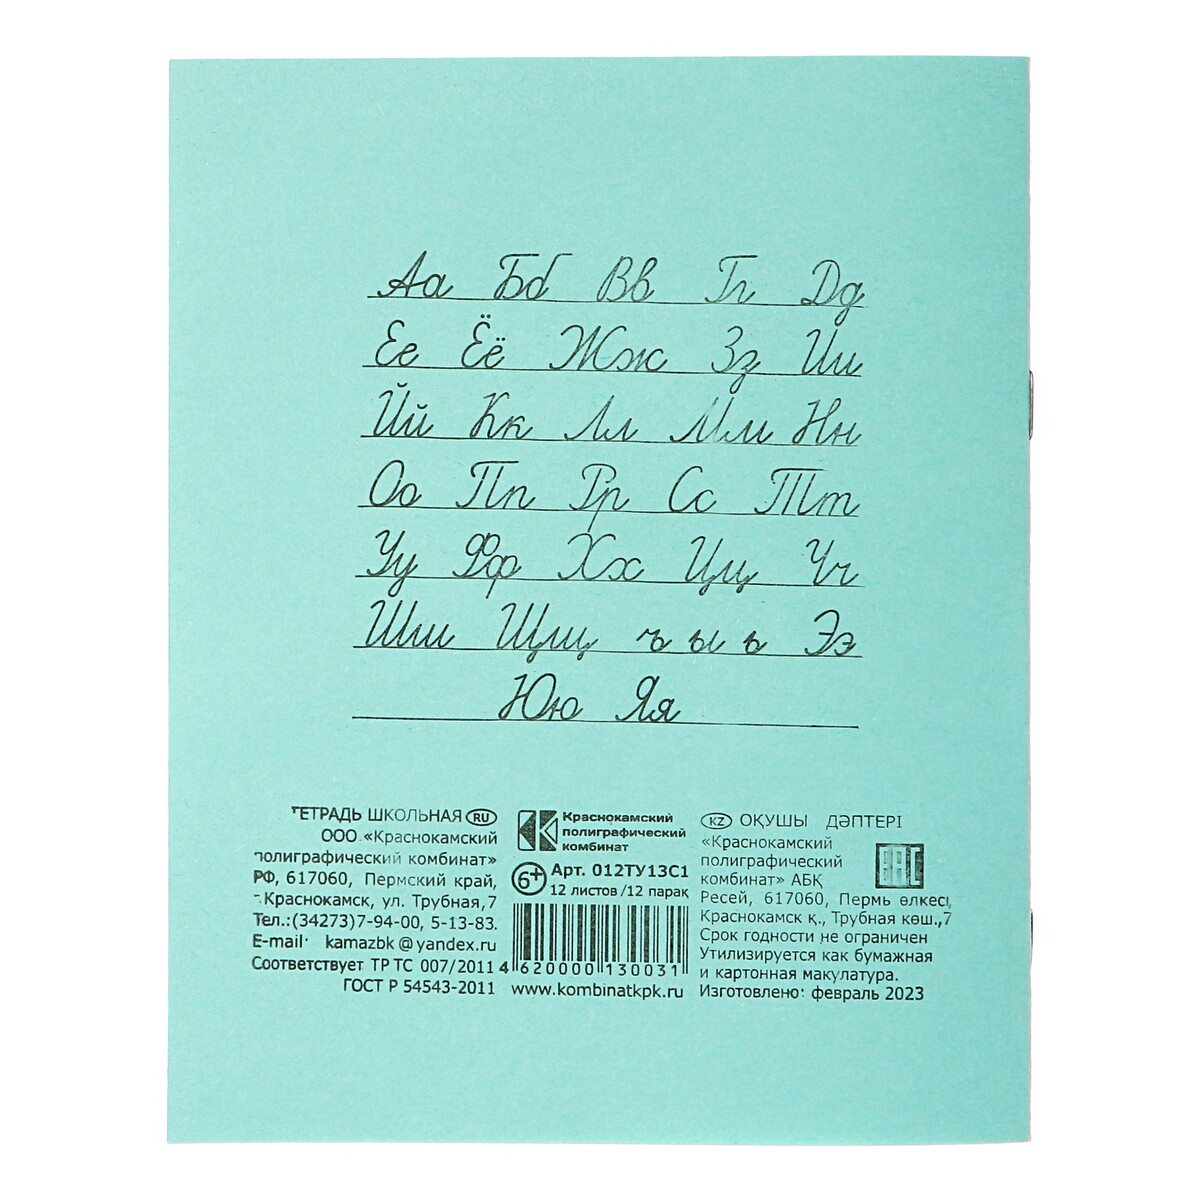 Аа Бб Вв Гг Дд
Ее Ёё Жж Зз Ии
Йй Кк Лл Мм Нн
Оо Пп Рр Сс Тт
Уу Фф Хх Цц Чч
Шш Щщ ъ ы ь Ээ
Юю Яя
ТЕТРАДЬ ШКОЛЬНАЯ RU
ООО «Краснокамский
полиграфический комбинат»
РФ, 617060, Пермский край,
г.Краснокамск, ул. Трубная,7
Тел.:(34273)7-94-00, 5-13-83.
E-mail: kamazbk@yandex.ru
Соответствует ТР ТС 007/2011
ГОСТ Р 54543-2011
Краснокамский
полиграфический
комбинат
6+ Арт. 012ТУ13С1
12 листов/12 парақ
4 620000 130031
www.kombinatkpk.ru
KZ ОҚУШЫ ДӘПТЕРІ
«Краснокамский
полиграфический
комбинат» АБҚ
EAC
Ресей, 617060, Пермь өлкесі,
Краснокамск қ., Трубная көш.,7
Срок годности не ограничен
Утилизируется как бумажная
и картонная макулатура.
Изготовлено: февраль 2023